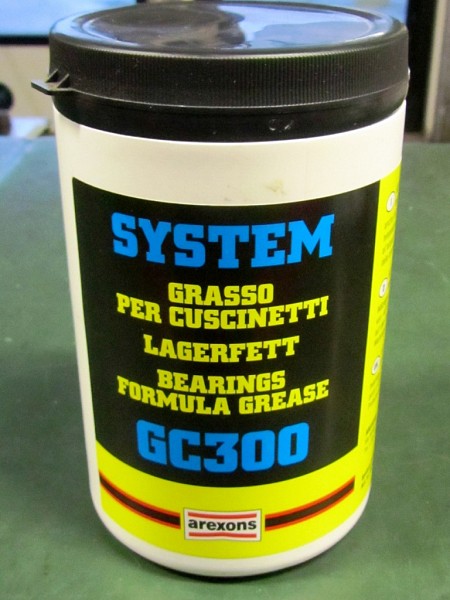 SYSTEM
GRASSO
PER CUSCINETTI
LAGERFETT
BEARINGS
FORMULA GREASE
GC300
arexons